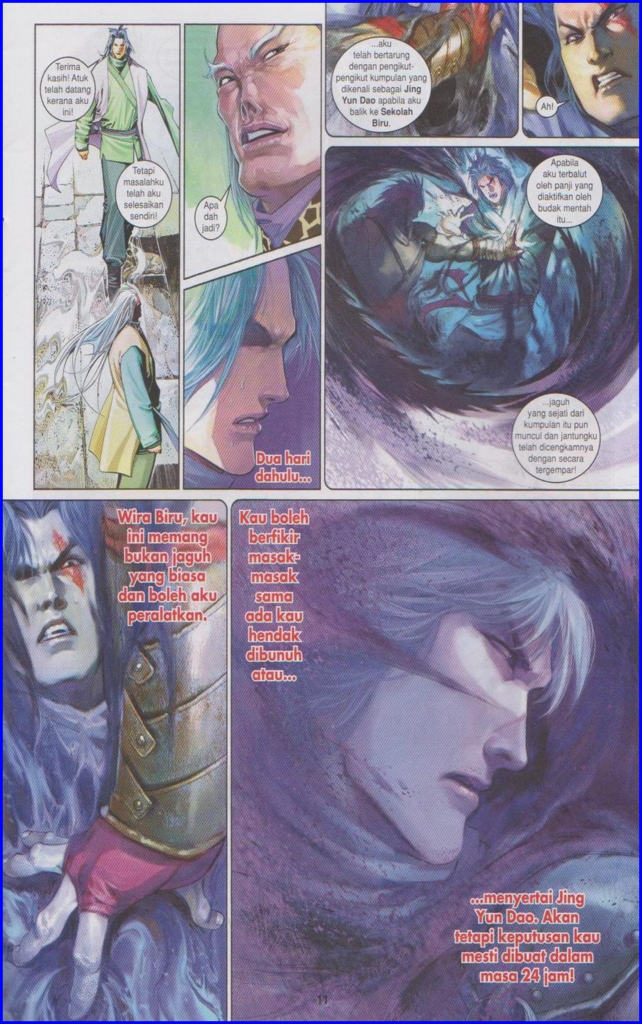 Terima
kasih! Atuk
telah datang
kerana aku
ini!
Tetapi
masalahku
telah aku
selesaikan
sendiri!
Apa
dah
jadi?
Dua hari
dahulu...
...aku
telah bertarung
dengan pengikut-
pengikut kumpulan yang
dikenali sebagai Jing
Yun Dao apabila aku
balik ke Sekolah
Biru.
Ah!
Apabila
aku terbalut
oleh panji yang
diaktifkan oleh
budak mentah
itu...
...jaguh
yang sejati dari
kumpulan itu pun
muncul dan jantungku
telah dicengkamnya
dengan secara
tergempar!
Wira Biru, kau
ini memang
bukan jaguh
yang biasa
dan boleh aku
peralatkan.
Kau boleh
berfikir
masak-
masak
sama
ada kau
hendak
dibunuh
atau...
...menyertai Jing
Yun Dao. Akan
tetapi keputusan kau
mesti dibuat dalam
masa 24 jam!
11